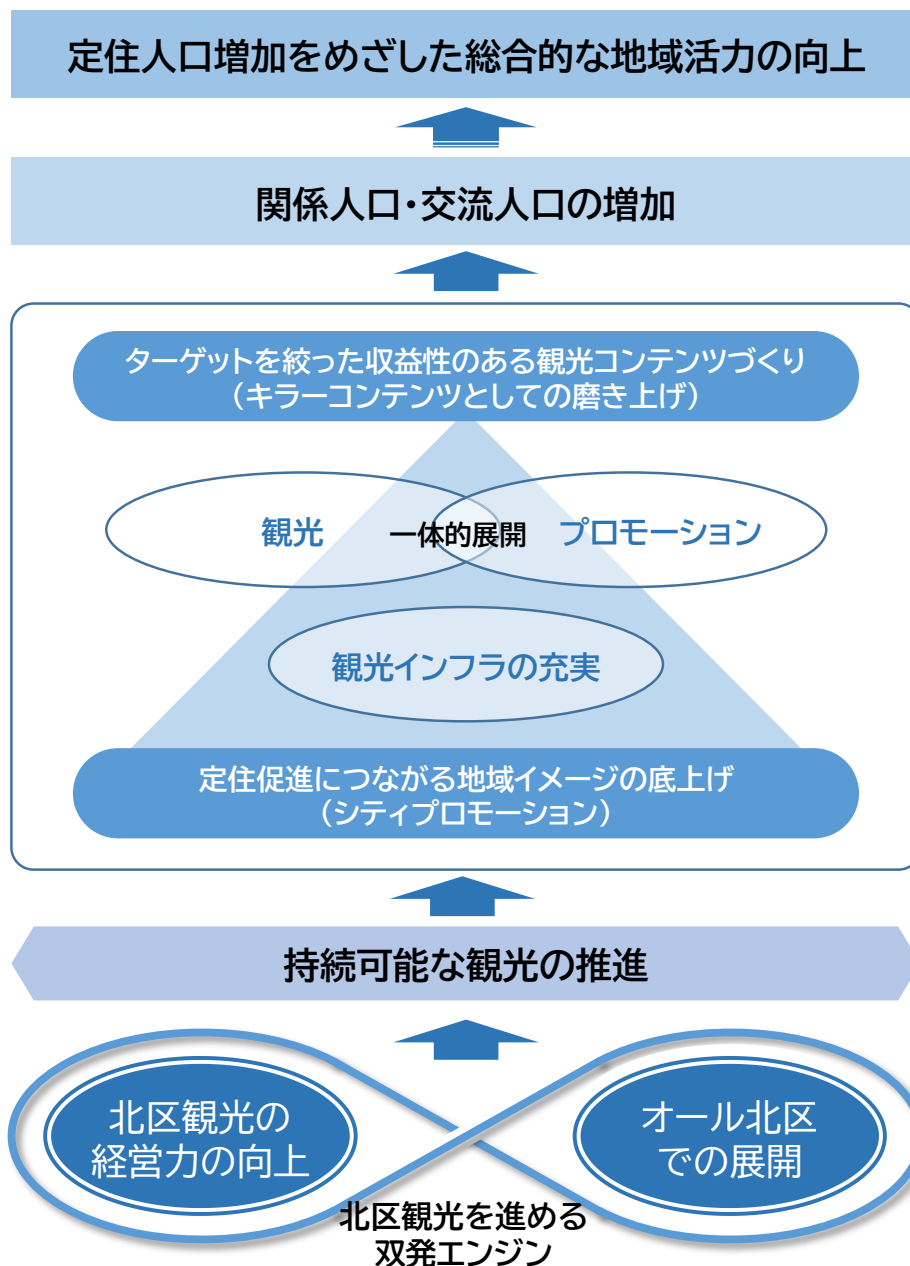 定住人口増加をめざした総合的な地域活力の向上
関係人口・交流人口の増加
ターゲットを絞った収益性のある観光コンテンツづくり
（キラーコンテンツとしての磨き上げ）
観光
一体的展開
プロモーション
観光インフラの充実
定住促進につながる地域イメージの底上げ
（シティプロモーション）
持続可能な観光の推進
北区観光の
経営力の向上
オール北区
での展開
北区観光を進める
双発エンジン